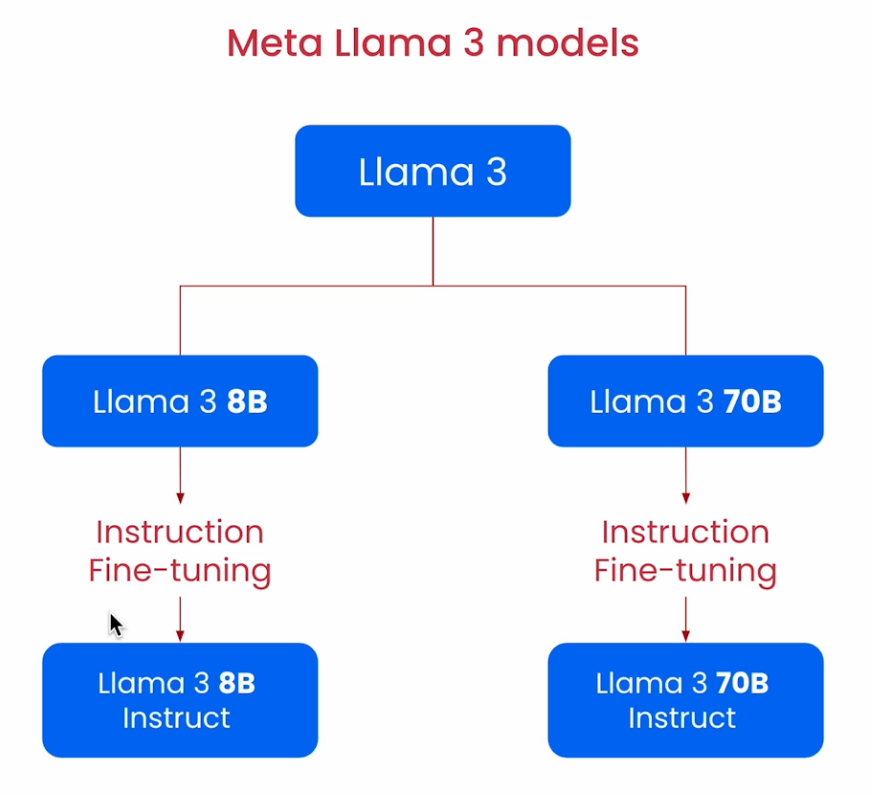 Meta Llama 3 models
Llama 3
Llama 3 8B
Llama 3 70B
Instruction
Fine-tuning
Instruction
Fine-tuning
Llama 3 8B
Instruct
Llama 3 70B
Instruct